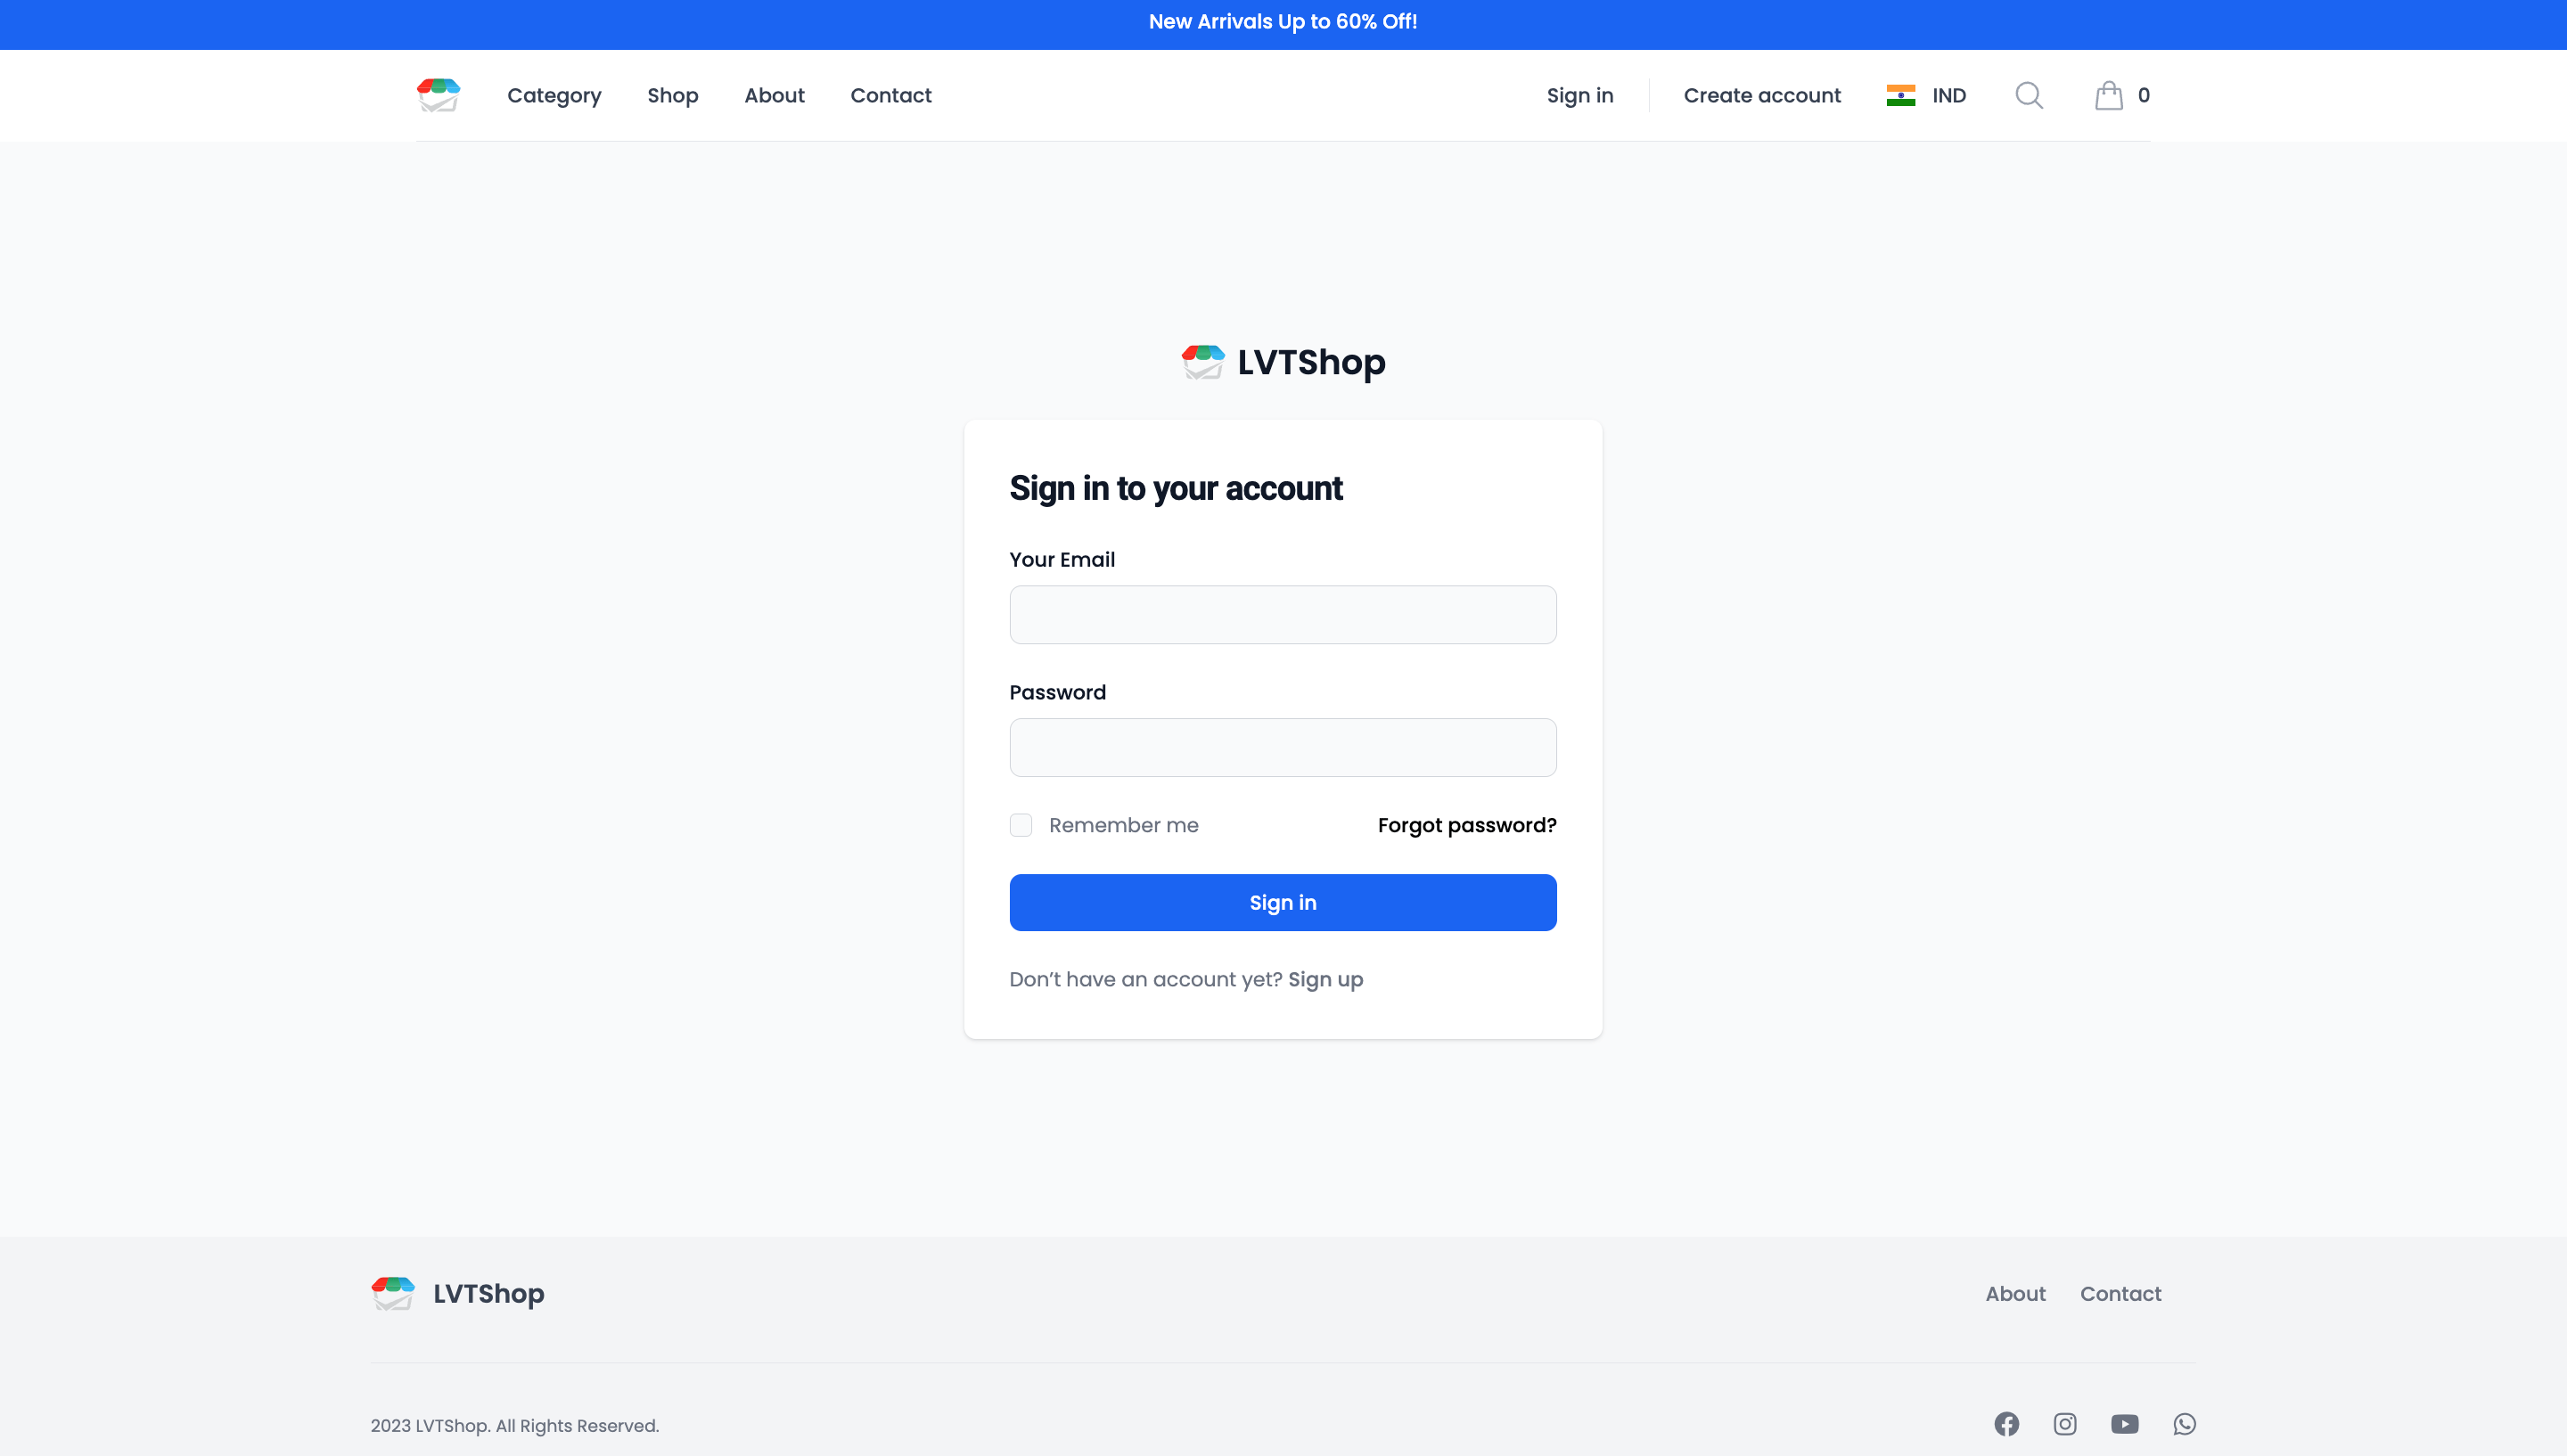 New Arrivals Up to 60% Off!
Category Shop About Contact Sign in Create account IND 0
LVTShop
Sign in to your account
Your Email
Password
Remember me Forgot password?
Sign in
Don’t have an account yet? Sign up
LVTShop About Contact
2023 LVTShop. All Rights Reserved.